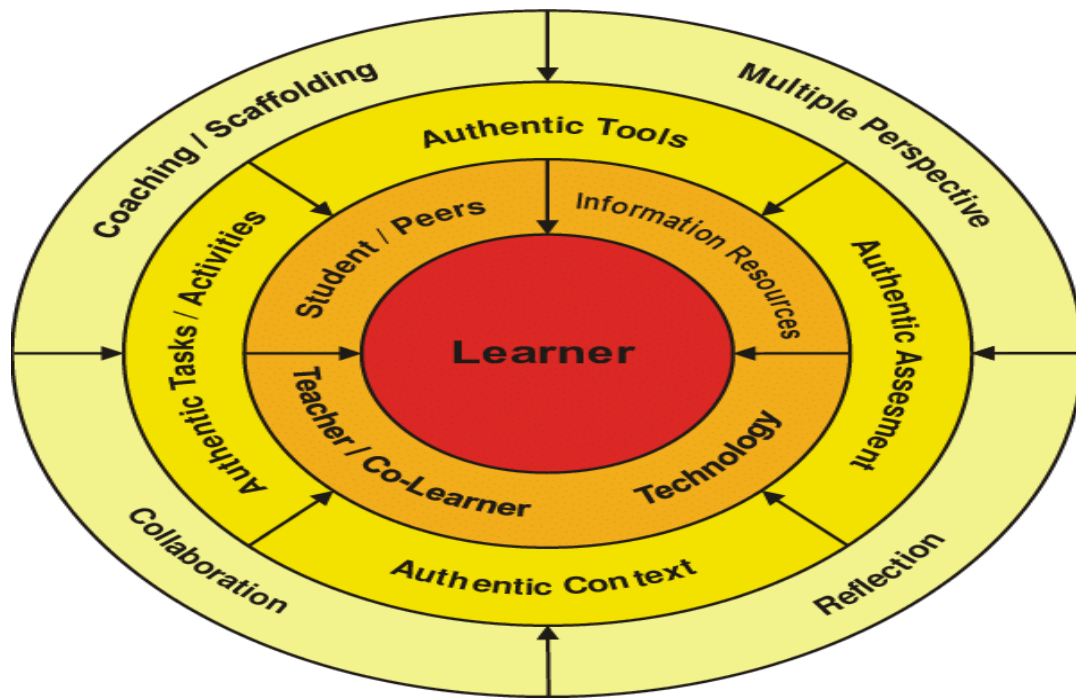 Coaching / Scaffolding
Multiple Perspective
Authentic Tools
Student / Peers
Information Resources
Authentic Tasks / Activities
Authentic Assesment
Learner
Teacher / Co-Learner
Technology
Authentic Context
Collaboration
Reflection